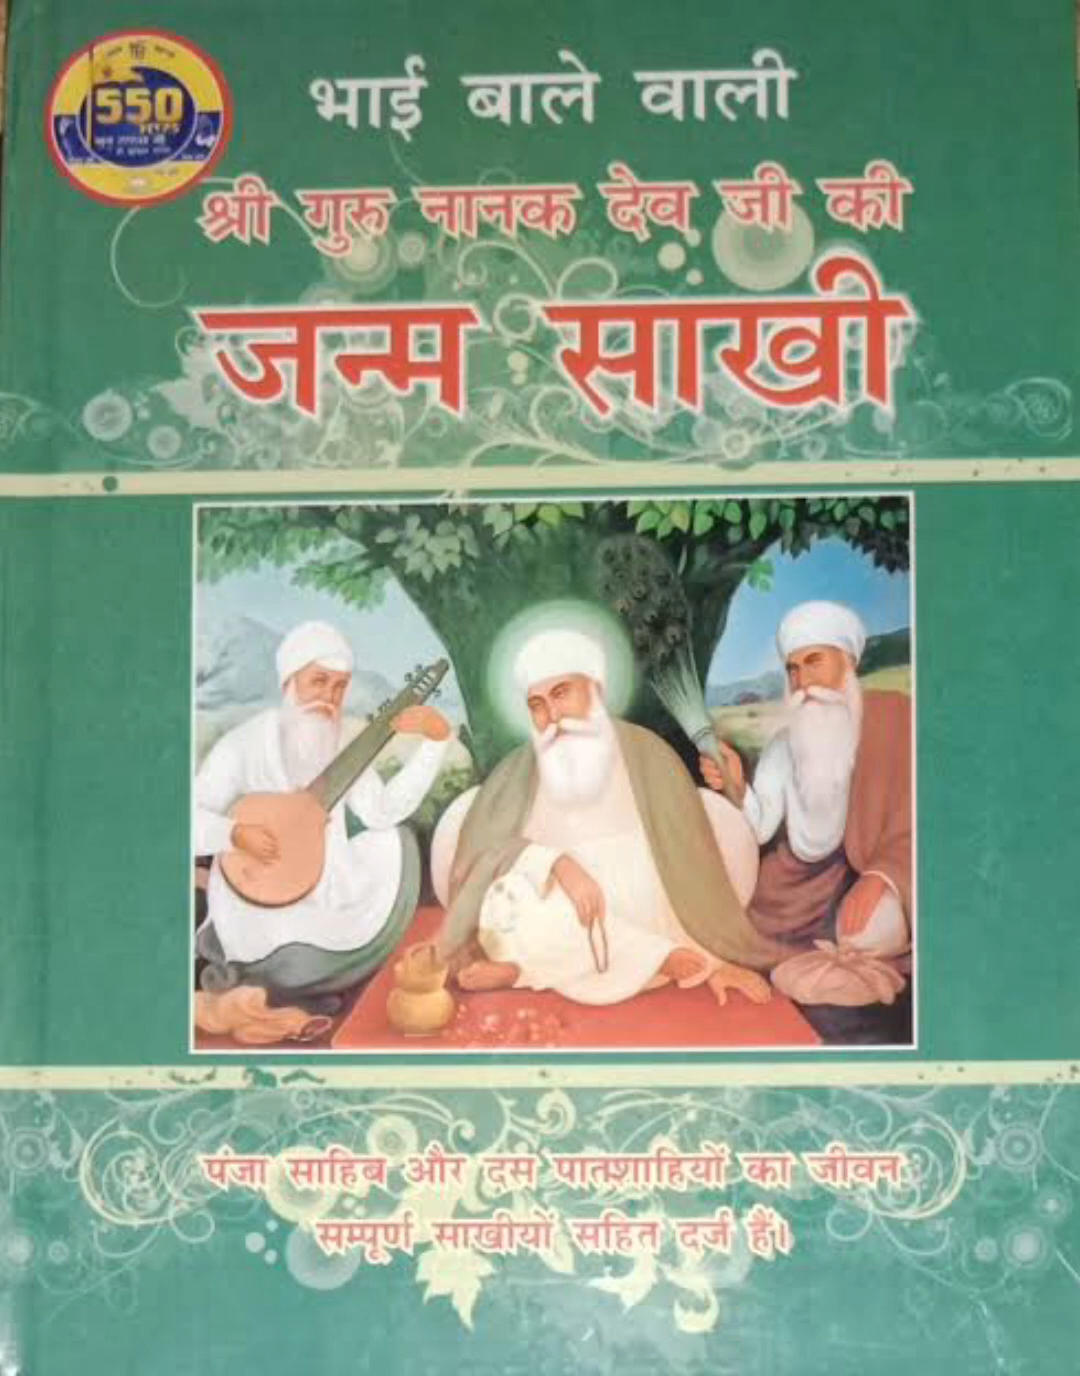 550
भाई बाले वाली
श्री गुरु नानक देव जी की
जन्म साखी
पंजा साहिब और दस पातशाहियों का जीवन
सम्पूर्ण साखीयों सहित दर्ज हैं।